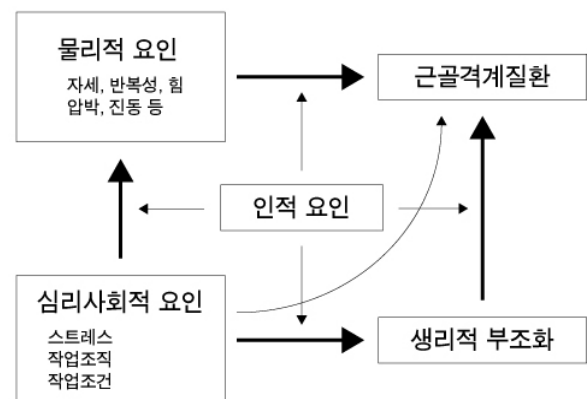 물리적 요인
자세, 반복성, 힘
압박, 진동 등
근골격계질환
인적 요인
심리사회적 요인
스트레스
작업조직
작업조건
생리적 부조화